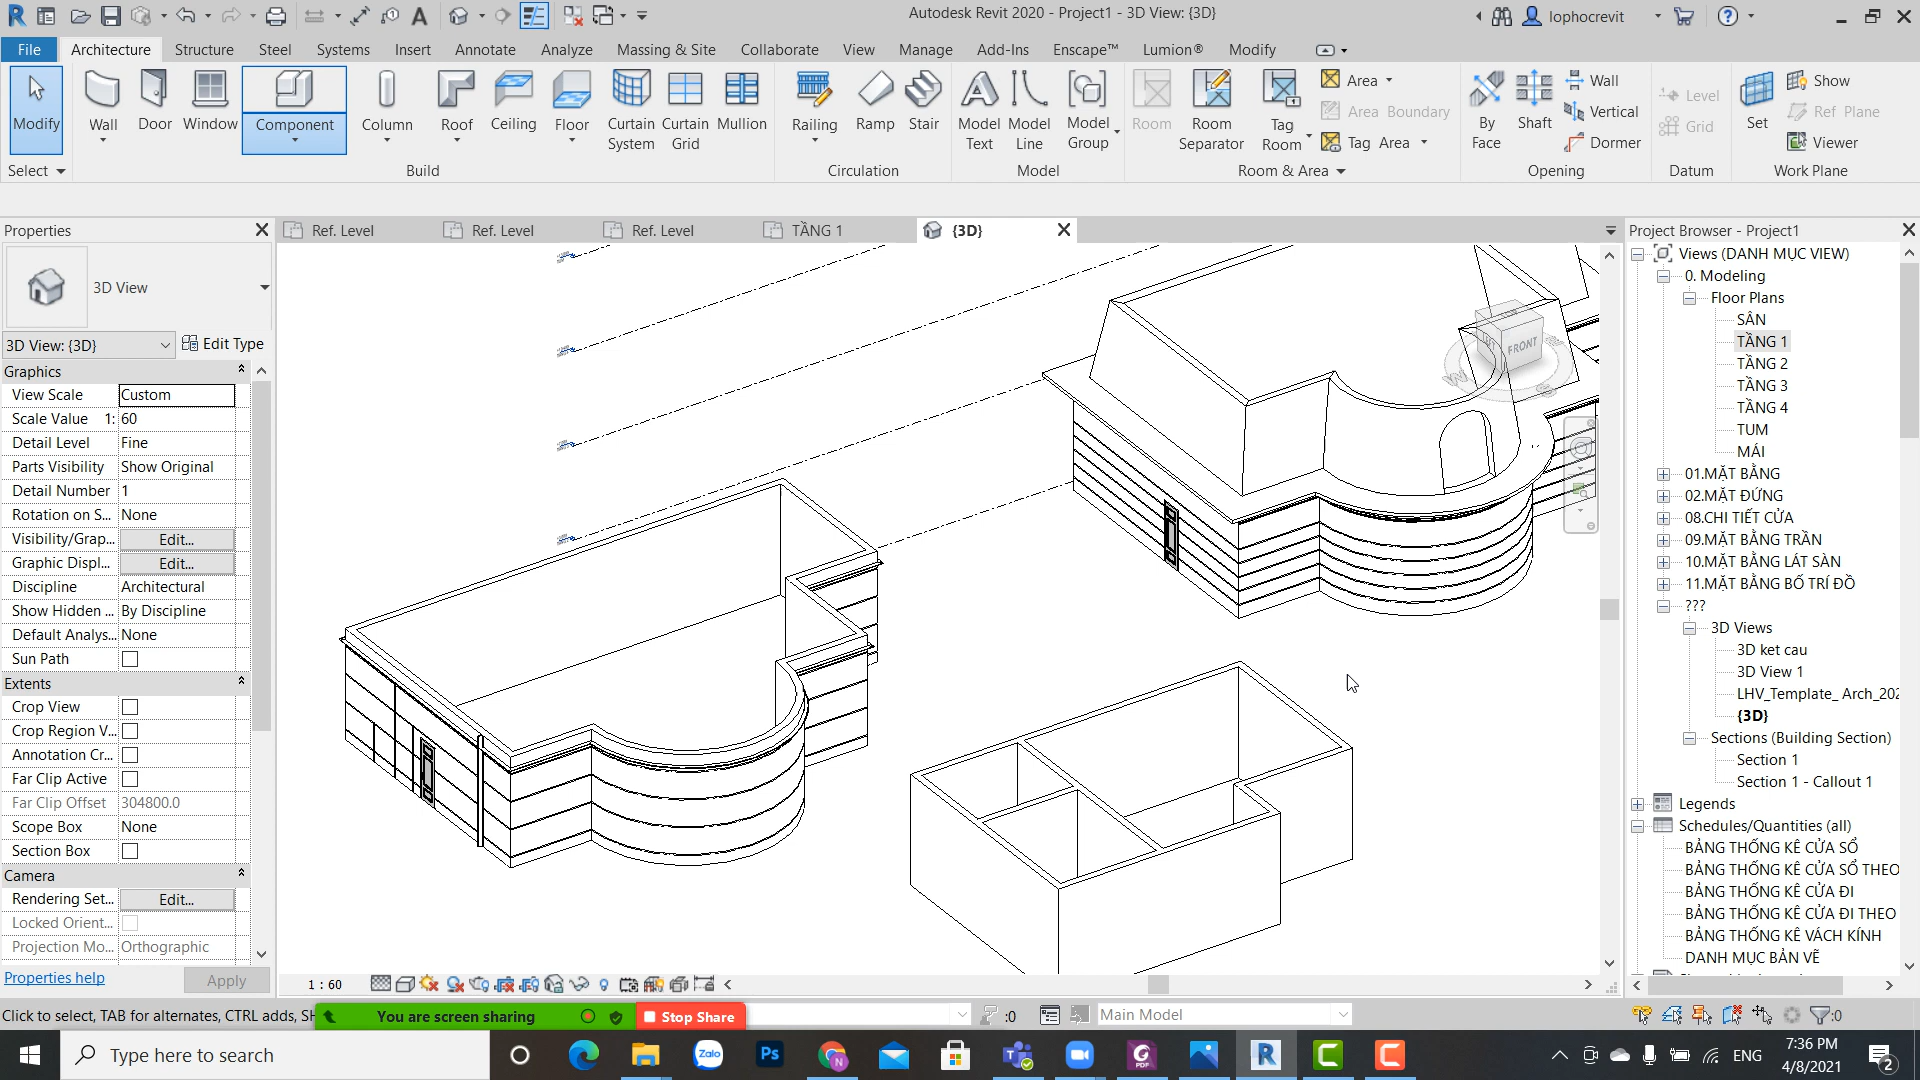 Autodesk Revit 2020 - Project1 - 3D View: {3D}
lophocrevit
File Architecture Structure Steel Systems Insert Annotate Analyze Massing & Site Collaborate View Manage Add-Ins Enscape™ Lumion® Modify
Modify Wall Door Window Component Column Roof Ceiling Floor Curtain System Curtain Grid Mullion Railing Ramp Stair Model Text Model Line Model Group Room Room Separator Tag Room
Area
Area Boundary
Tag Area
By Face Shaft
Wall
Vertical
Dormer
Level
Grid
Set
Show
Ref Plane
Viewer
Select Build Circulation Model Room & Area Opening Datum Work Plane
Properties
Ref. Level Ref. Level Ref. Level TẦNG 1 {3D}
Project Browser - Project1
3D View
3D View: {3D} Edit Type
Graphics
View Scale Custom
Scale Value 1: 60
Detail Level Fine
Parts Visibility Show Original
Detail Number 1
Rotation on S... None
Visibility/Grap... Edit...
Graphic Displ... Edit...
Discipline Architectural
Show Hidden ... By Discipline
Default Analys... None
Sun Path
Extents
Crop View
Crop Region V...
Annotation Cr...
Far Clip Active
Far Clip Offset 304800.0
Scope Box None
Section Box
Camera
Rendering Set... Edit...
Locked Orient...
Projection Mo... Orthographic
Properties help Apply
FRONT
W
Views (DANH MỤC VIEW)
0. Modeling
Floor Plans
SÂN
TẦNG 1
TẦNG 2
TẦNG 3
TẦNG 4
TUM
MÁI
01.MẶT BẰNG
02.MẶT ĐỨNG
08.CHI TIẾT CỬA
09.MẶT BẰNG TRẦN
10.MẶT BẰNG LÁT SÀN
11.MẶT BẰNG BỐ TRÍ ĐỒ
???
3D Views
3D ket cau
3D View 1
LHV_Template_ Arch_202
{3D}
Sections (Building Section)
Section 1
Section 1 - Callout 1
Legends
Schedules/Quantities (all)
BẢNG THỐNG KÊ CỬA SỔ
BẢNG THỐNG KÊ CỬA SỔ THEO
BẢNG THỐNG KÊ CỬA ĐI
BẢNG THỐNG KÊ CỬA ĐI THEO
BẢNG THỐNG KÊ VÁCH KÍNH
DANH MỤC BẢN VẼ
1 : 60
Click to select, TAB for alternates, CTRL adds, SH
You are screen sharing Stop Share
:0 Main Model :0
Type here to search
Zalo
Ps
ENG
7:36 PM
4/8/2021
2